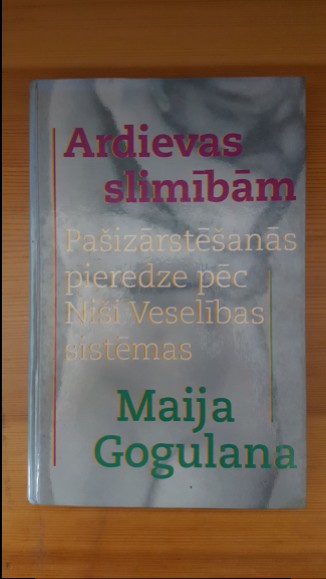 Ardievas
slimībām
Pašizārstēšanās
pieredze pēc
Niši Veselības
sistēmas
Maija
Gogulana